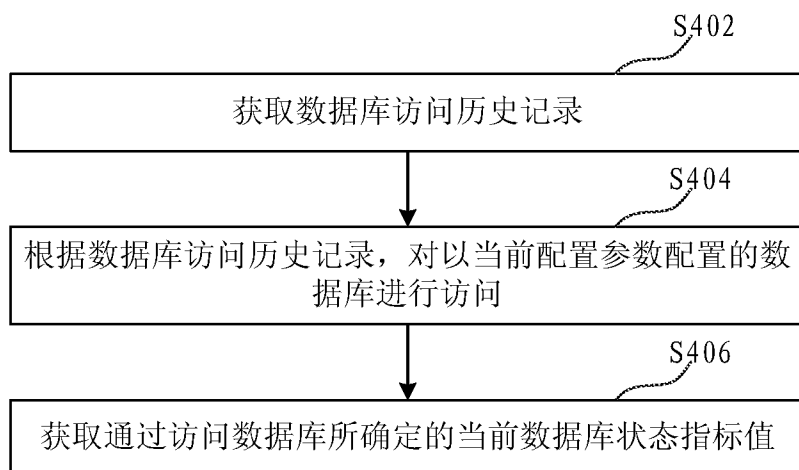 S402
获取数据库访问历史记录
S404
根据数据库访问历史记录，对以当前配置参数配置的数
据库进行访问
S406
获取通过访问数据库所确定的当前数据库状态指标值